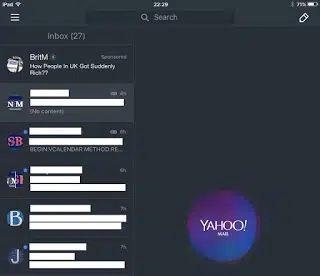 iPad
22:29
71%
Search
Inbox (27)
BritM
Sponsored
How People In UK Got Suddenly
Rich??
N/M
4h
(No content)
SB
6h
BEGIN:VCALENDAR METHOD:RE...
6h
B
7h
J
7h
YAHOO!
MAIL